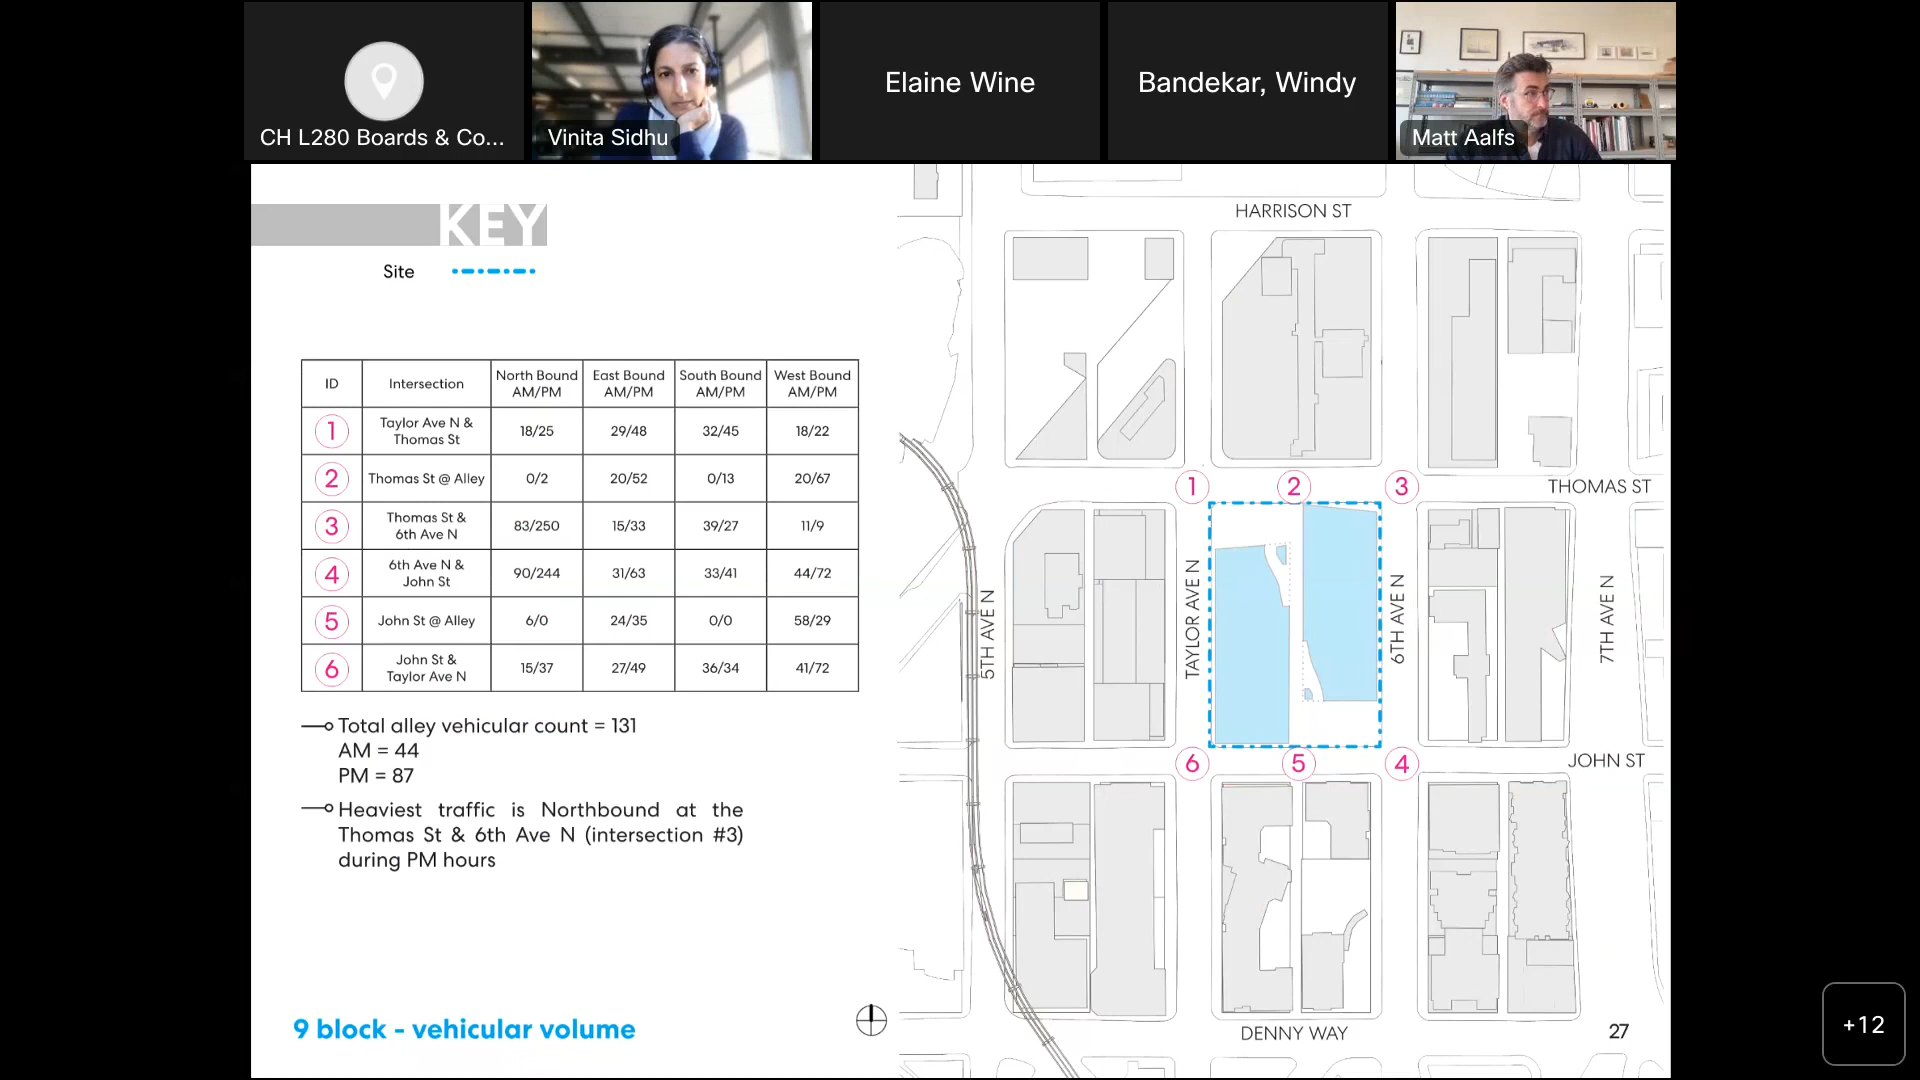 CH L280 Boards & Co...
Vinita Sidhu
Elaine Wine
Bandekar, Windy
Matt Aalfs
KEY
Site
ID
Intersection
North Bound
AM/PM
East Bound
AM/PM
South Bound
AM/PM
West Bound
AM/PM
1
Taylor Ave N &
Thomas St
18/25
29/48
32/45
18/22
2
Thomas St @ Alley
0/2
20/52
0/13
20/67
3
Thomas St &
6th Ave N
83/250
15/33
39/27
11/9
4
6th Ave N &
John St
90/244
31/63
33/41
44/72
5
John St @ Alley
6/0
24/35
0/0
58/29
6
John St &
Taylor Ave N
15/37
27/49
36/34
41/72
Total alley vehicular count = 131
AM = 44
PM = 87
Heaviest traffic is Northbound at the
Thomas St & 6th Ave N (intersection #3)
during PM hours
9 block - vehicular volume
HARRISON ST
1
2
3
THOMAS ST
5TH AVE N
TAYLOR AVE N
6TH AVE N
7TH AVE N
6
5
4
JOHN ST
DENNY WAY
27
+12